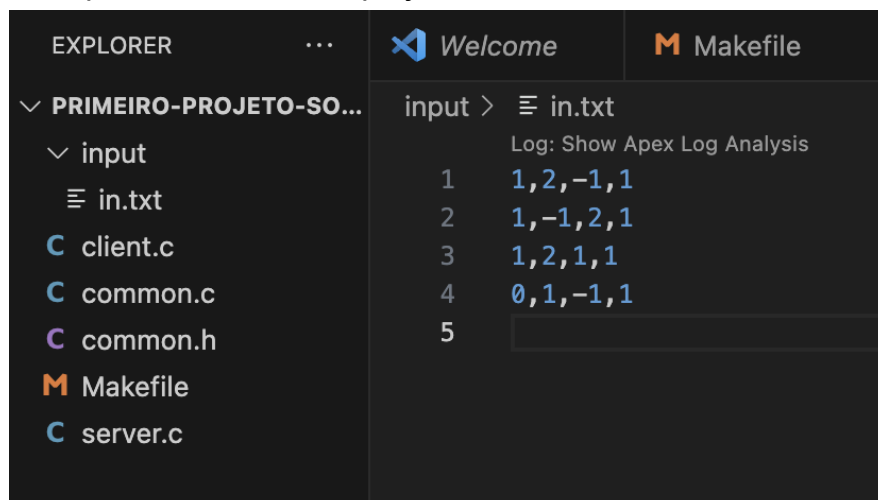 EXPLORER ...
PRIMEIRO-PROJETO-SO...
input
in.txt
C client.c
C common.c
C common.h
M Makefile
C server.c
Welcome
M Makefile
input > in.txt
Log: Show Apex Log Analysis
1 1,2,-1,1
2 1,-1,2,1
3 1,2,1,1
4 0,1,-1,1
5